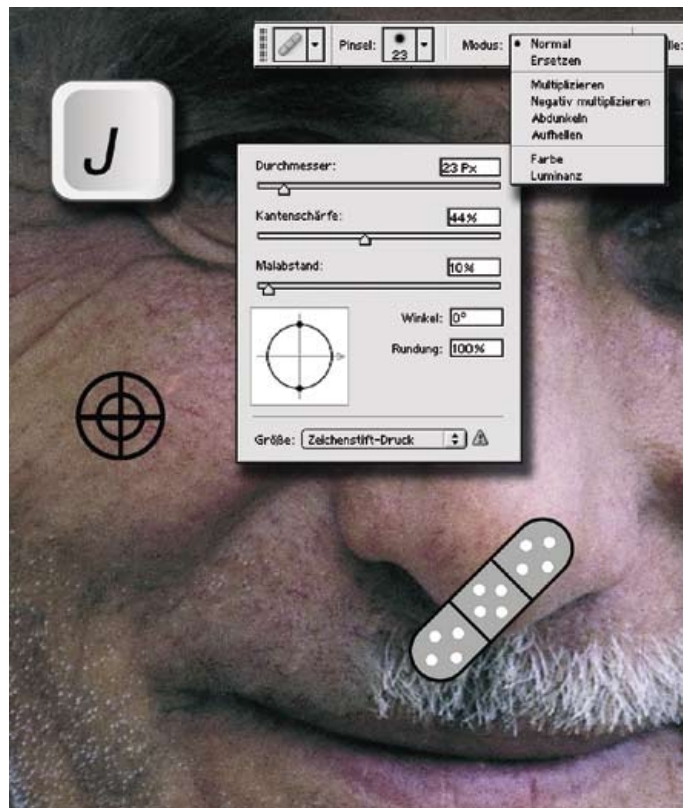 Pinsel: 23 Modus:
Normal
Ersetzen
Multiplizieren
Negativ multiplizieren
Abdunkeln
Aufhellen
Farbe
Luminanz
J
Durchmesser: 23 Px
Kantenschärfe: 44%
Malabstand: 10%
Winkel: 0°
Rundung: 100%
Größe: Zeichenstift-Druck